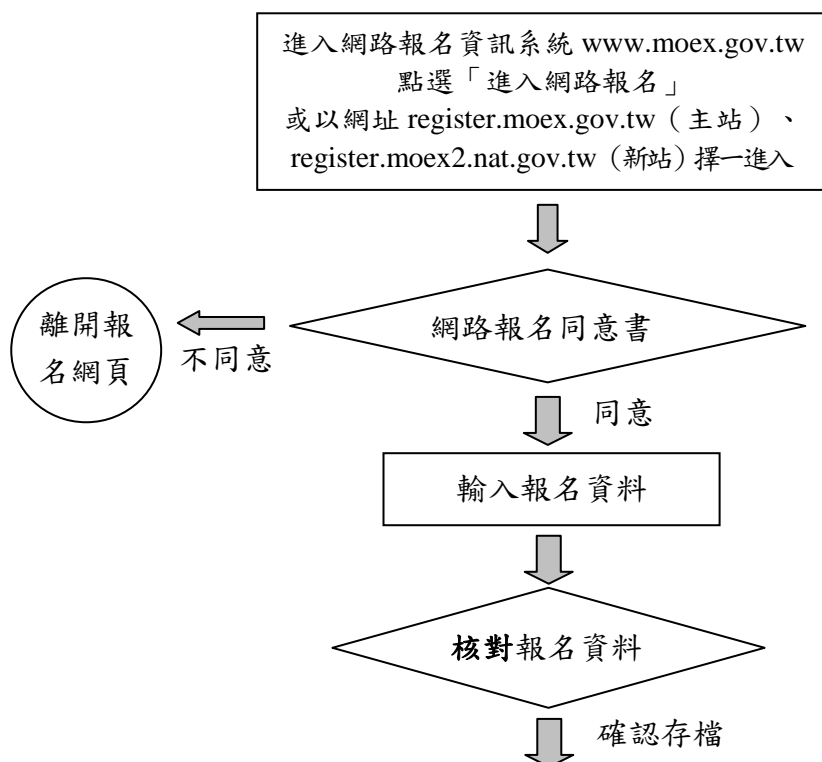 進入網路報名資訊系統 www.moex.gov.tw
點選「進入網路報名」
或以網址 register.moex.gov.tw（主站）、
register.moex2.nat.gov.tw（新站）擇一進入
網路報名同意書
離開報
名網頁
不同意
同意
輸入報名資料
核對報名資料
確認存檔